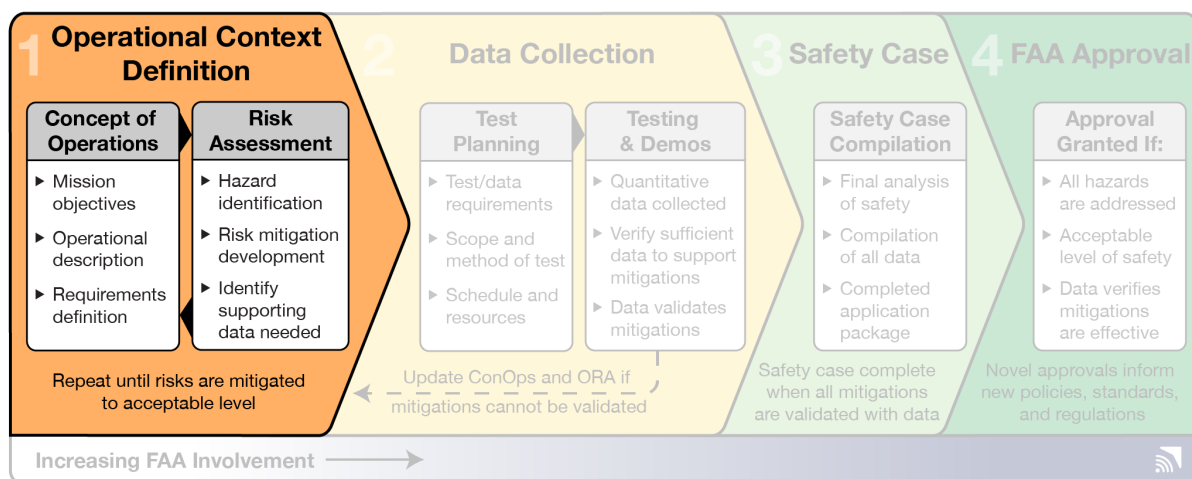 1
Operational Context
Definition
Concept of
Operations
Mission
objectives
Operational
description
Requirements
definition
Risk
Assessment
Hazard
identification
Risk mitigation
development
Identify
supporting
data needed
Repeat until risks are mitigated
to acceptable level
2
Data Collection
Test
Planning
Test/data
requirements
Scope and
method of test
Schedule and
resources
Testing
& Demos
Quantitative
data collected
Verify sufficient
data to support
mitigations
Data validates
mitigations
Update ConOps and ORA if
mitigations cannot be validated
3
Safety Case
Safety Case
Compilation
Final analysis
of safety
Compilation
of all data
Completed
application
package
Safety case complete
when all mitigations
are validated with data
4
FAA Approval
Approval
Granted If:
All hazards
are addressed
Acceptable
level of safety
Data verifies
mitigations
are effective
Novel approvals inform
new policies, standards,
and regulations
Increasing FAA Involvement